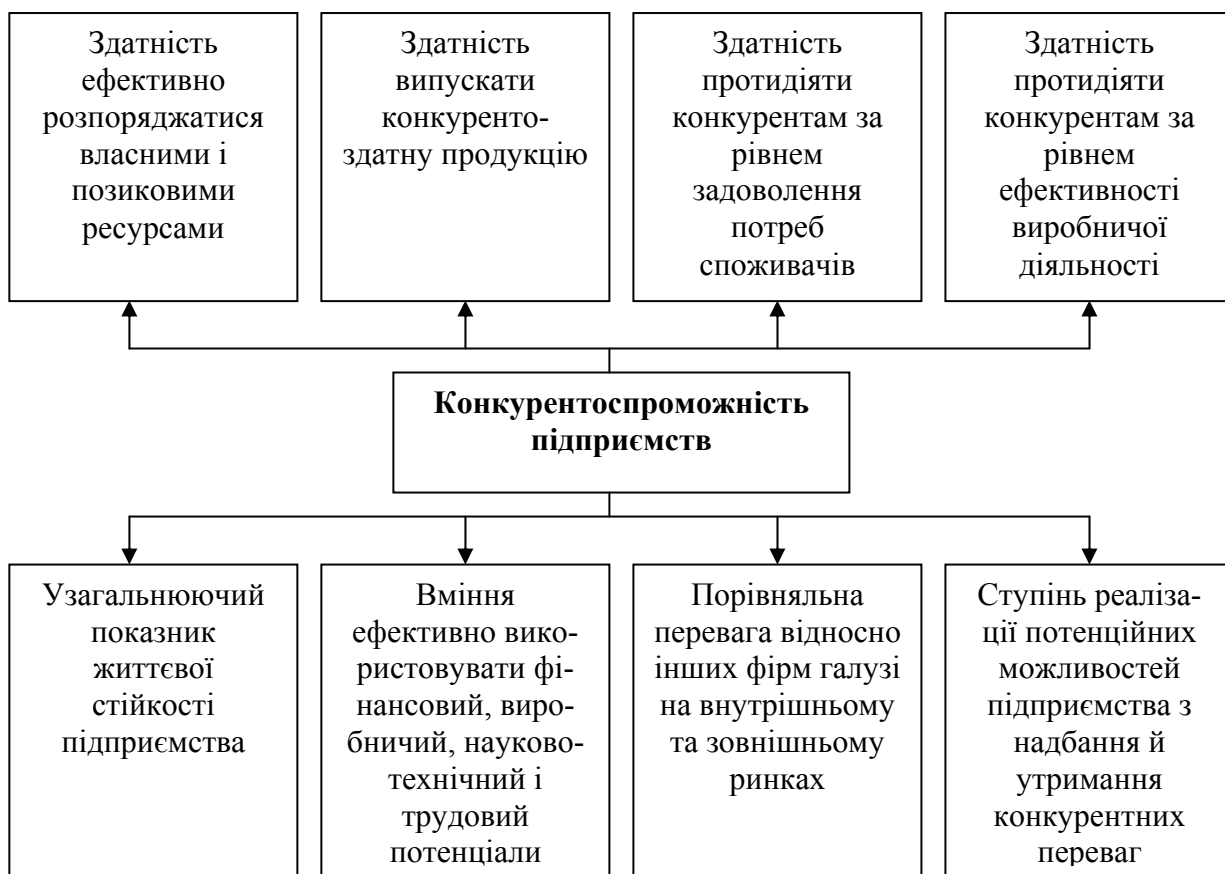 Здатність
ефективно
розпоряджатися
власними і
позиковими
ресурсами
Здатність
випускати
конкуренто-
здатну продукцію
Здатність
протидіяти
конкурентам за
рівнем
задоволення
потреб
споживачів
Здатність
протидіяти
конкурентам за
рівнем
ефективності
виробничої
діяльності
Конкурентоспроможність
підприємств
Узагальнюючий
показник
життєвої
стійкості
підприємства
Вміння
ефективно вико-
ристовувати фі-
нансовий, виро-
бничий, науково-
технічний і
трудовий
потенціали
Порівняльна
перевага відносно
інших фірм галузі
на внутрішньому
та зовнішньому
ринках
Ступінь реаліза-
ції потенційних
можливостей
підприємства з
надбання й
утримання
конкурентних
переваг